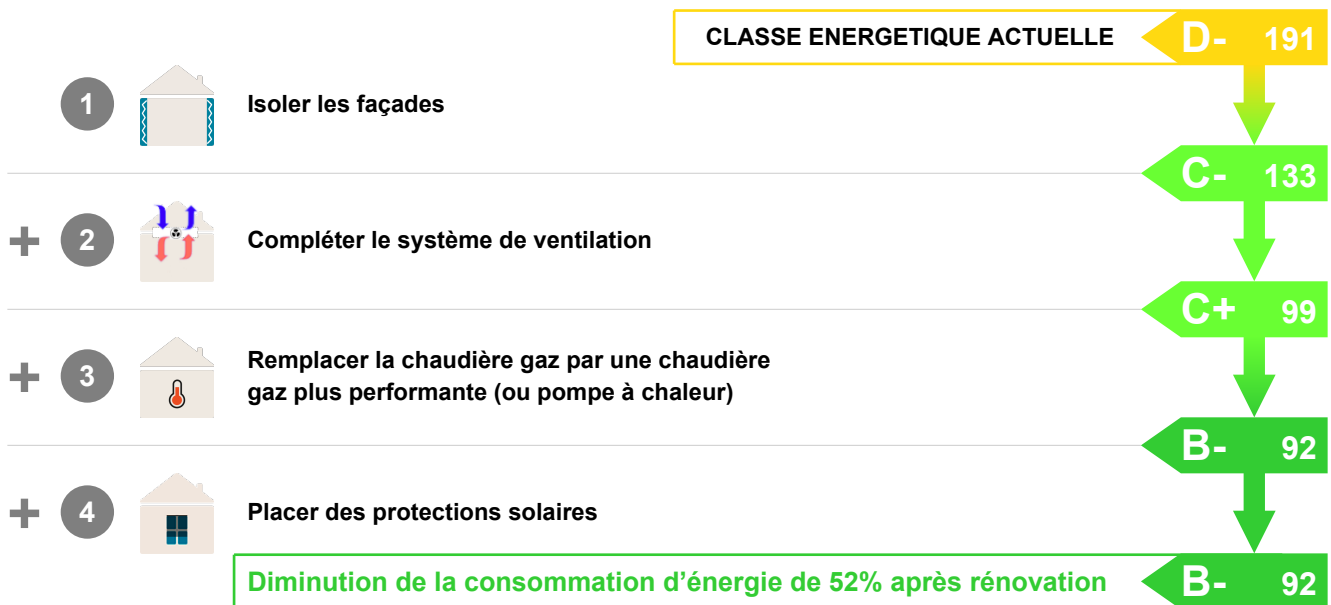 CLASSE ENERGETIQUE ACTUELLE D- 191
1 Isoler les façades
C- 133
+ 2 Compléter le système de ventilation
C+ 99
+ 3 Remplacer la chaudière gaz par une chaudière
gaz plus performante (ou pompe à chaleur)
B- 92
+ 4 Placer des protections solaires
Diminution de la consommation d’énergie de 52% après rénovation B- 92